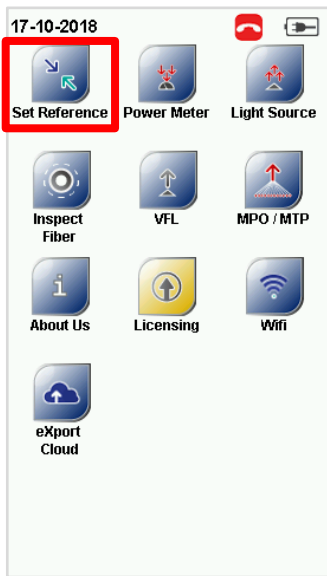 17-10-2018
Set Reference Power Meter Light Source
Inspect VFL MPO / MTP
Fiber
i
About Us Licensing Wifi
eXport
Cloud